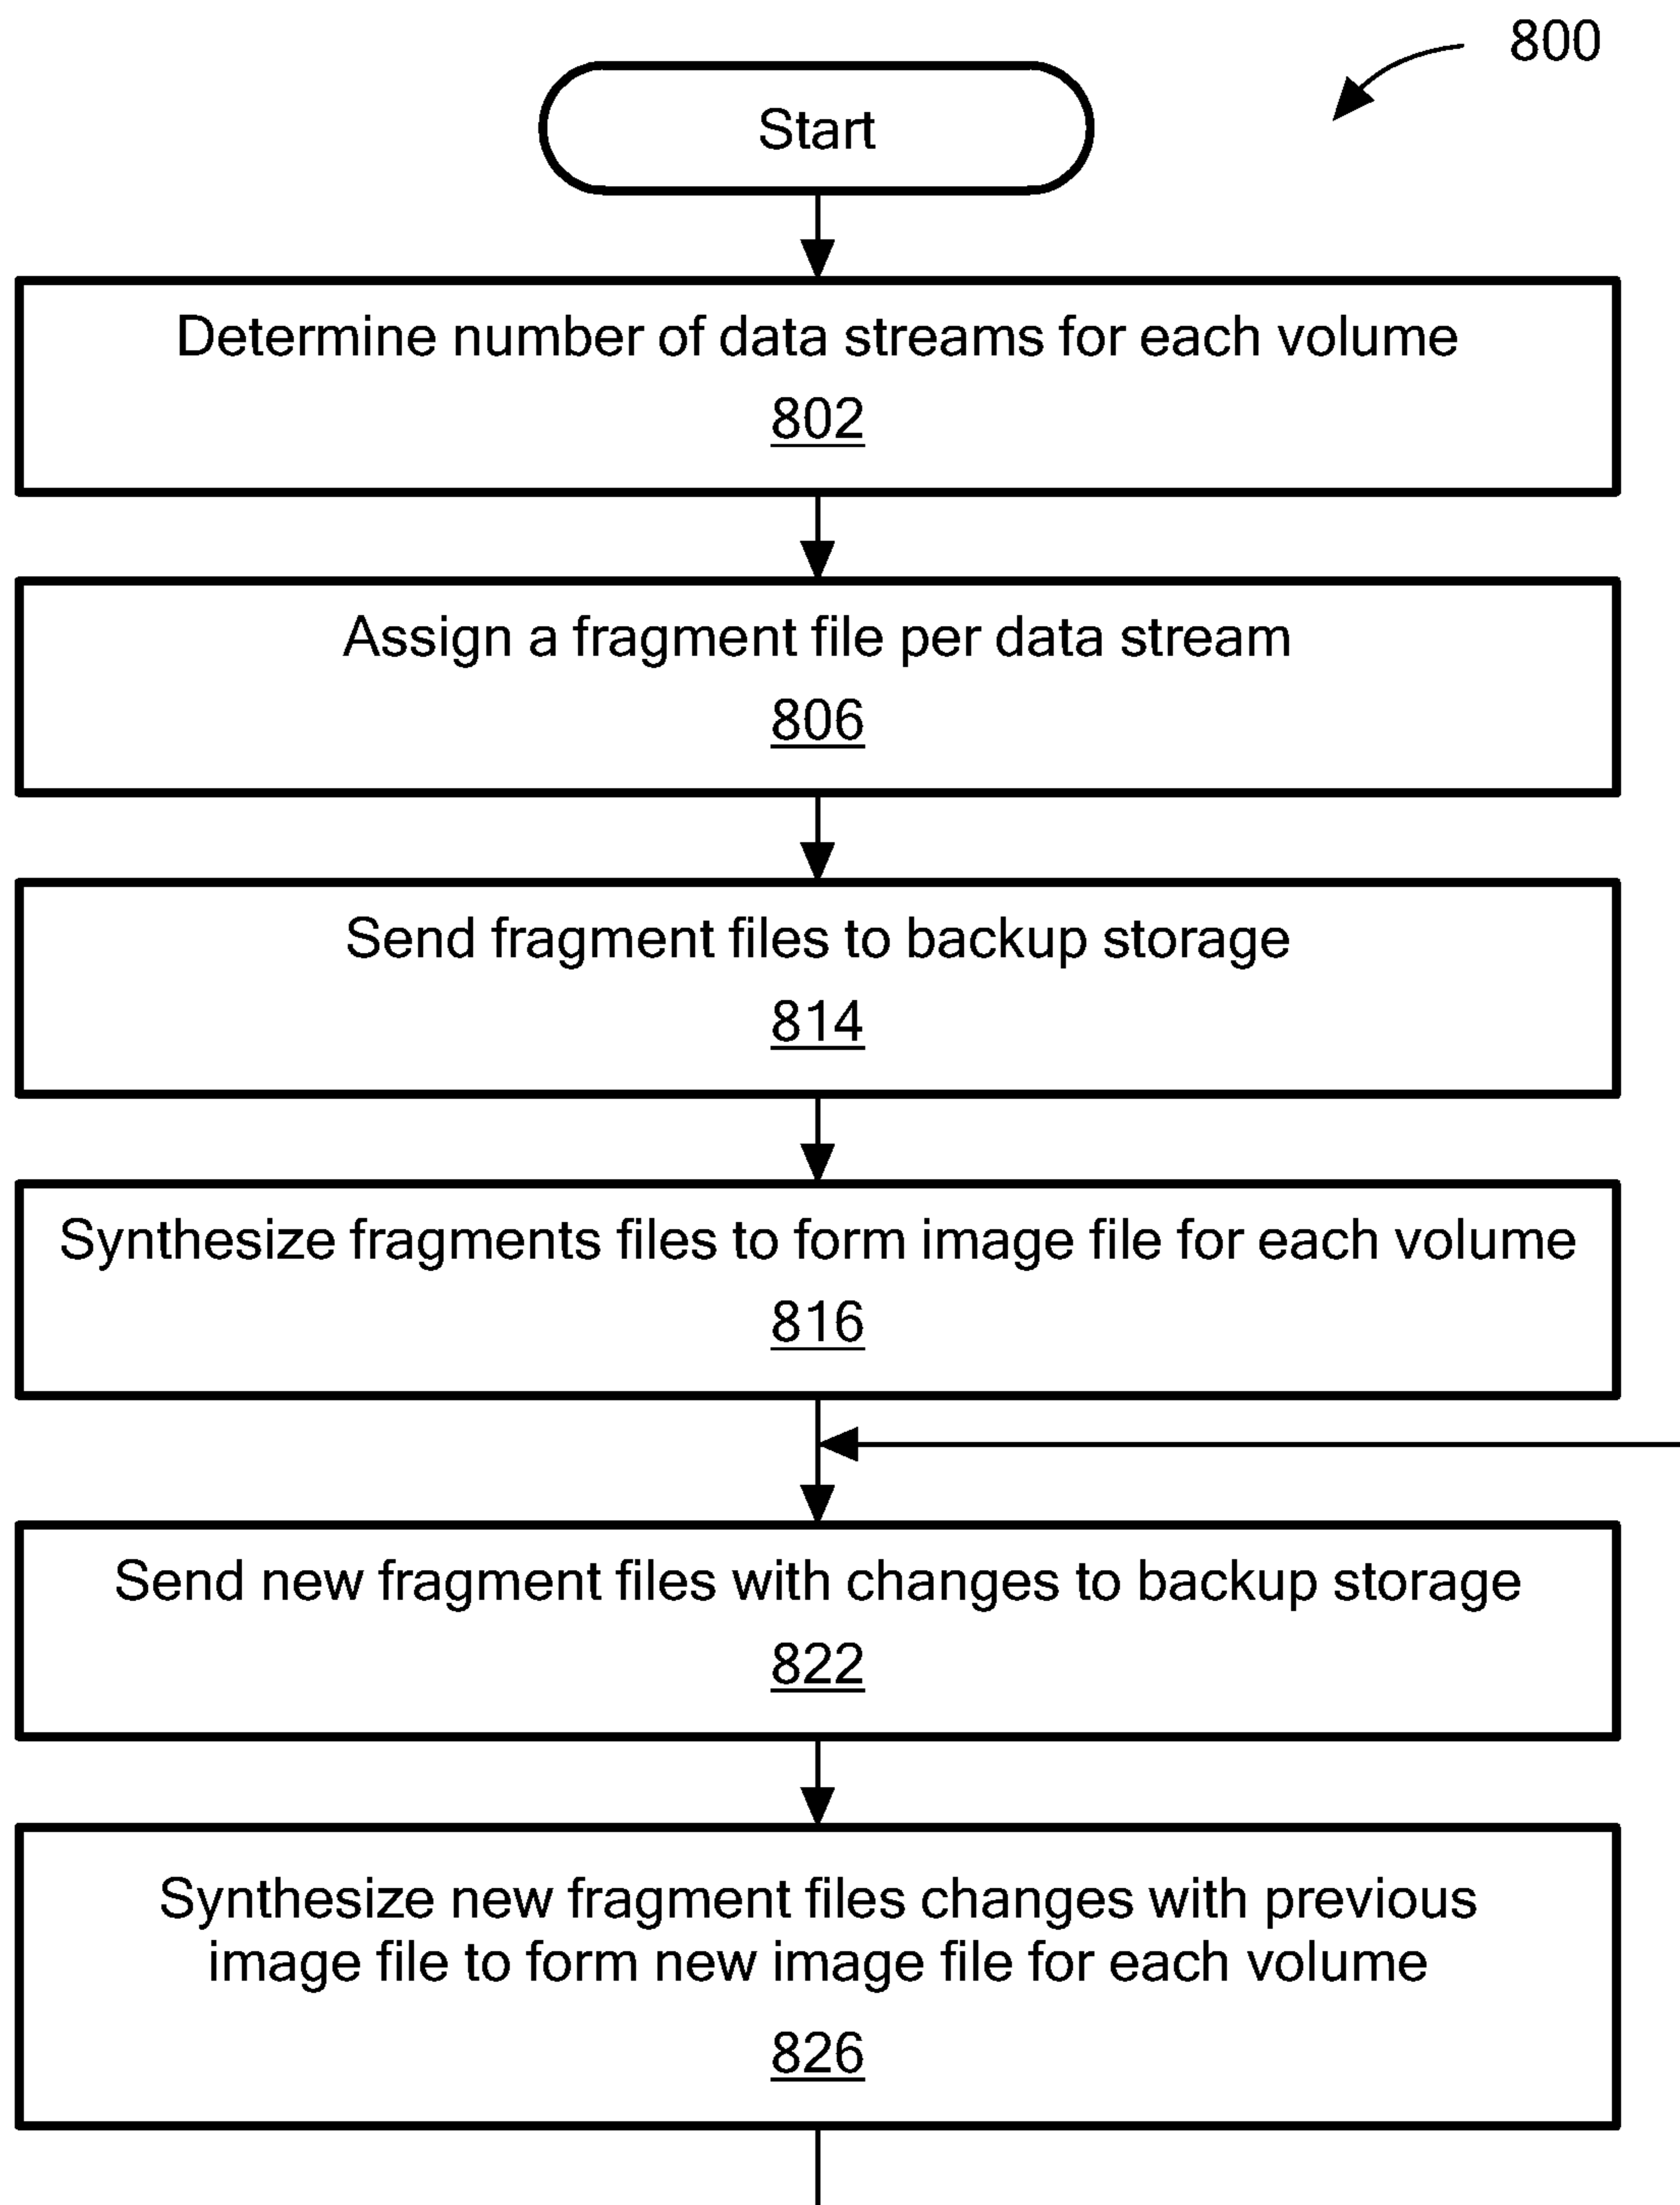 800
Start
Determine number of data streams for each volume
802
Assign a fragment file per data stream
806
Send fragment files to backup storage
814
Synthesize fragments files to form image file for each volume
816
Send new fragment files with changes to backup storage
822
Synthesize new fragment files changes with previous
image file to form new image file for each volume
826